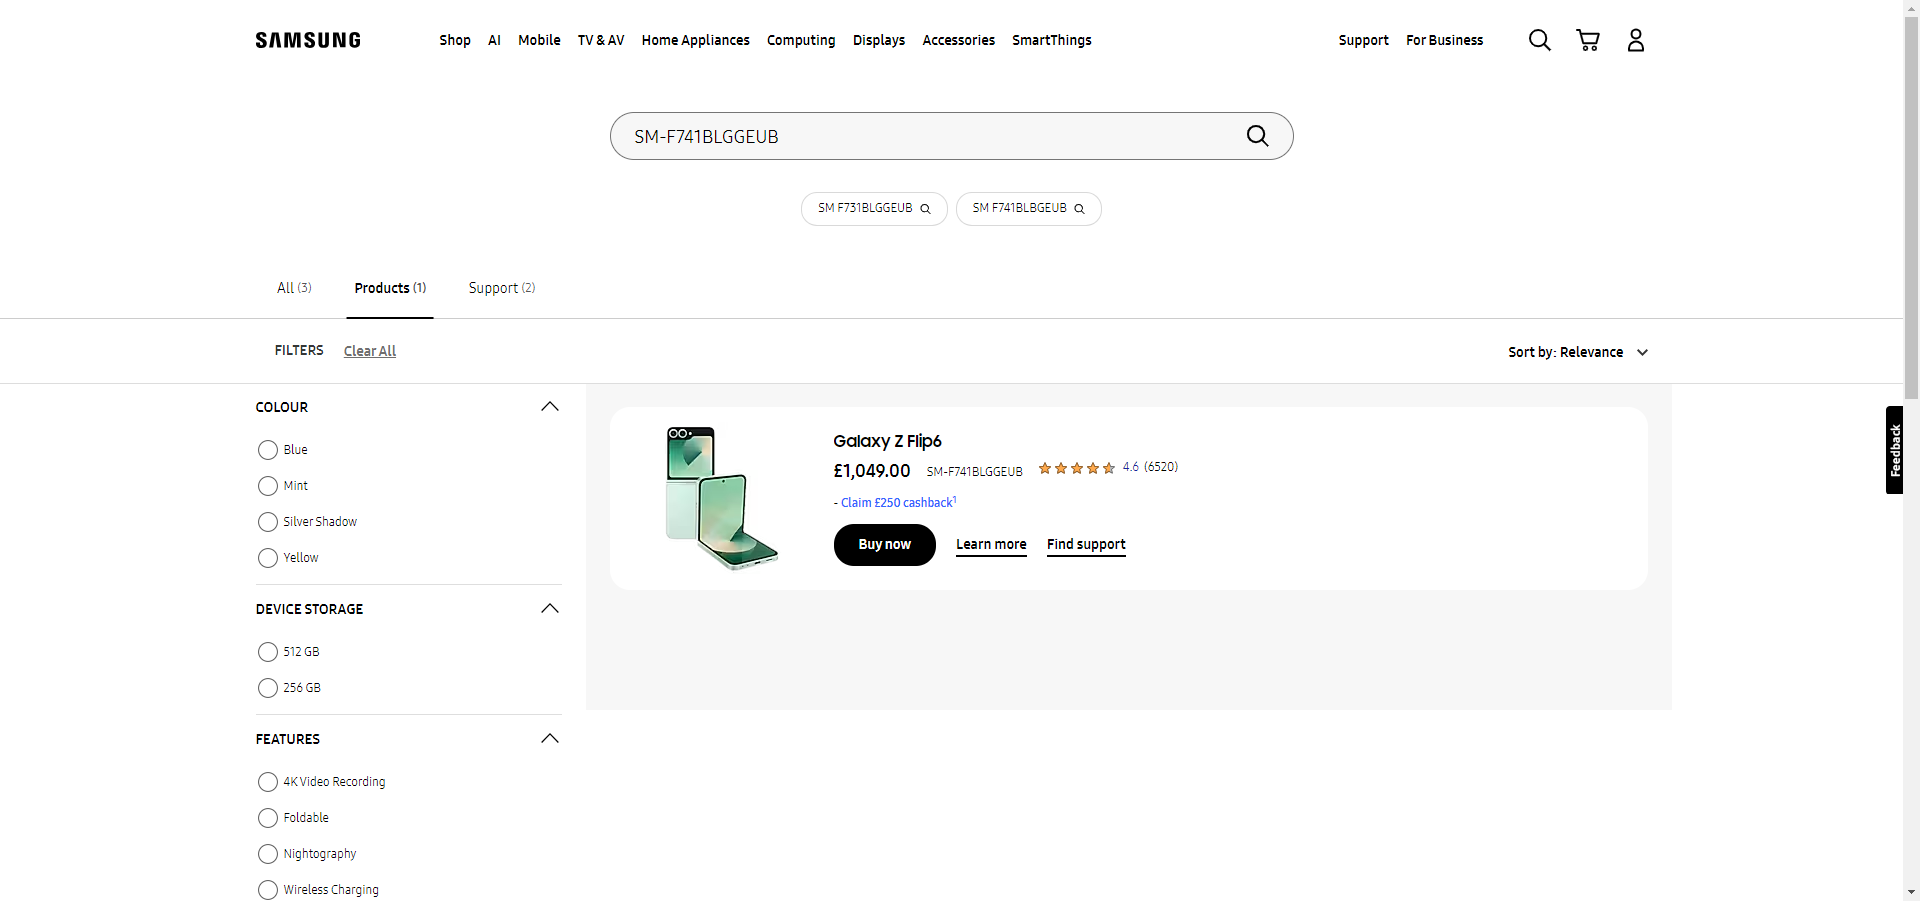 SAMSUNG Shop AI Mobile TV & AV Home Appliances Computing Displays Accessories SmartThings Support For Business
SM-F741BLGGEUB
SM F731BLGGEUB SM F741BLBGEUB
All (3) Products (1) Support (2)
FILTERS Clear All Sort by: Relevance
COLOUR
Blue
Mint
Silver Shadow
Yellow
DEVICE STORAGE
512 GB
256 GB
FEATURES
4K Video Recording
Foldable
Nightography
Wireless Charging
Galaxy Z Flip6
£1,049.00 SM-F741BLGGEUB 4.6 (6520)
- Claim £250 cashback¹
Buy now Learn more Find support
Feedback